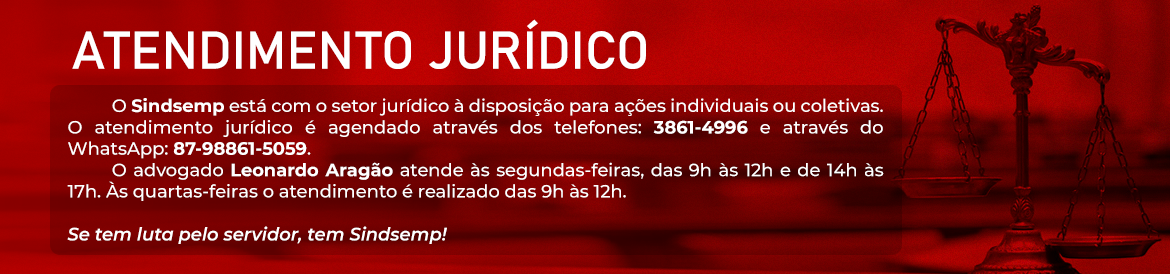 ATENDIMENTO JURÍDICO
O Sindsemp está com o setor jurídico à disposição para ações individuais ou coletivas.
O atendimento jurídico é agendado através dos telefones: 3861-4996 e através do
WhatsApp: 87-98861-5059.
O advogado Leonardo Aragão atende às segundas-feiras, das 9h às 12h e de 14h às
17h. Às quartas-feiras o atendimento é realizado das 9h às 12h.
Se tem luta pelo servidor, tem Sindsemp!